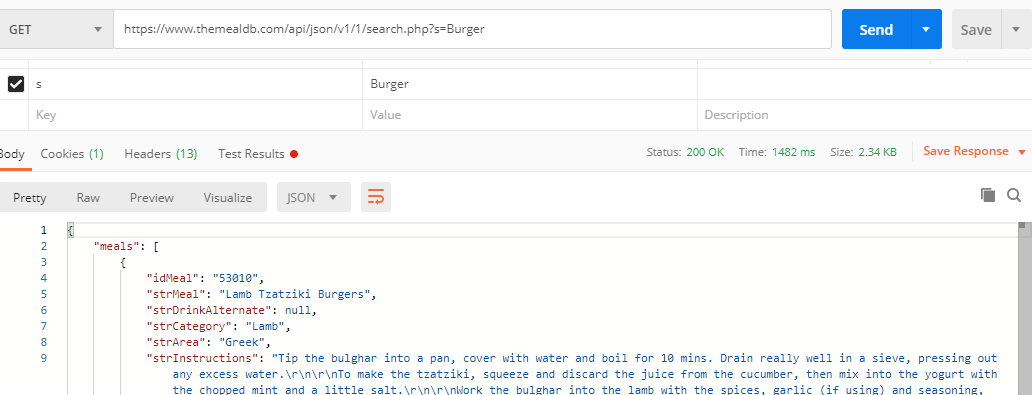 GET https://www.themealdb.com/api/json/v1/1/search.php?s=Burger Send Save
s Burger
Key Value Description
Body Cookies (1) Headers (13) Test Results Status: 200 OK Time: 1482 ms Size: 2.34 KB Save Response
Pretty Raw Preview Visualize JSON
1 {
2 "meals": [
3 {
4 "idMeal": "53010",
5 "strMeal": "Lamb Tzatziki Burgers",
6 "strDrinkAlternate": null,
7 "strCategory": "Lamb",
8 "strArea": "Greek",
9 "strInstructions": "Tip the bulghar into a pan, cover with water and boil for 10 mins. Drain really well in a sieve, pressing out
any excess water.\r\n\r\nTo make the tzatziki, squeeze and discard the juice from the cucumber, then mix into the yogurt with
the chopped mint and a little salt.\r\n\r\nWork the bulghar into the lamb with the spices, garlic (if using) and seasoning,